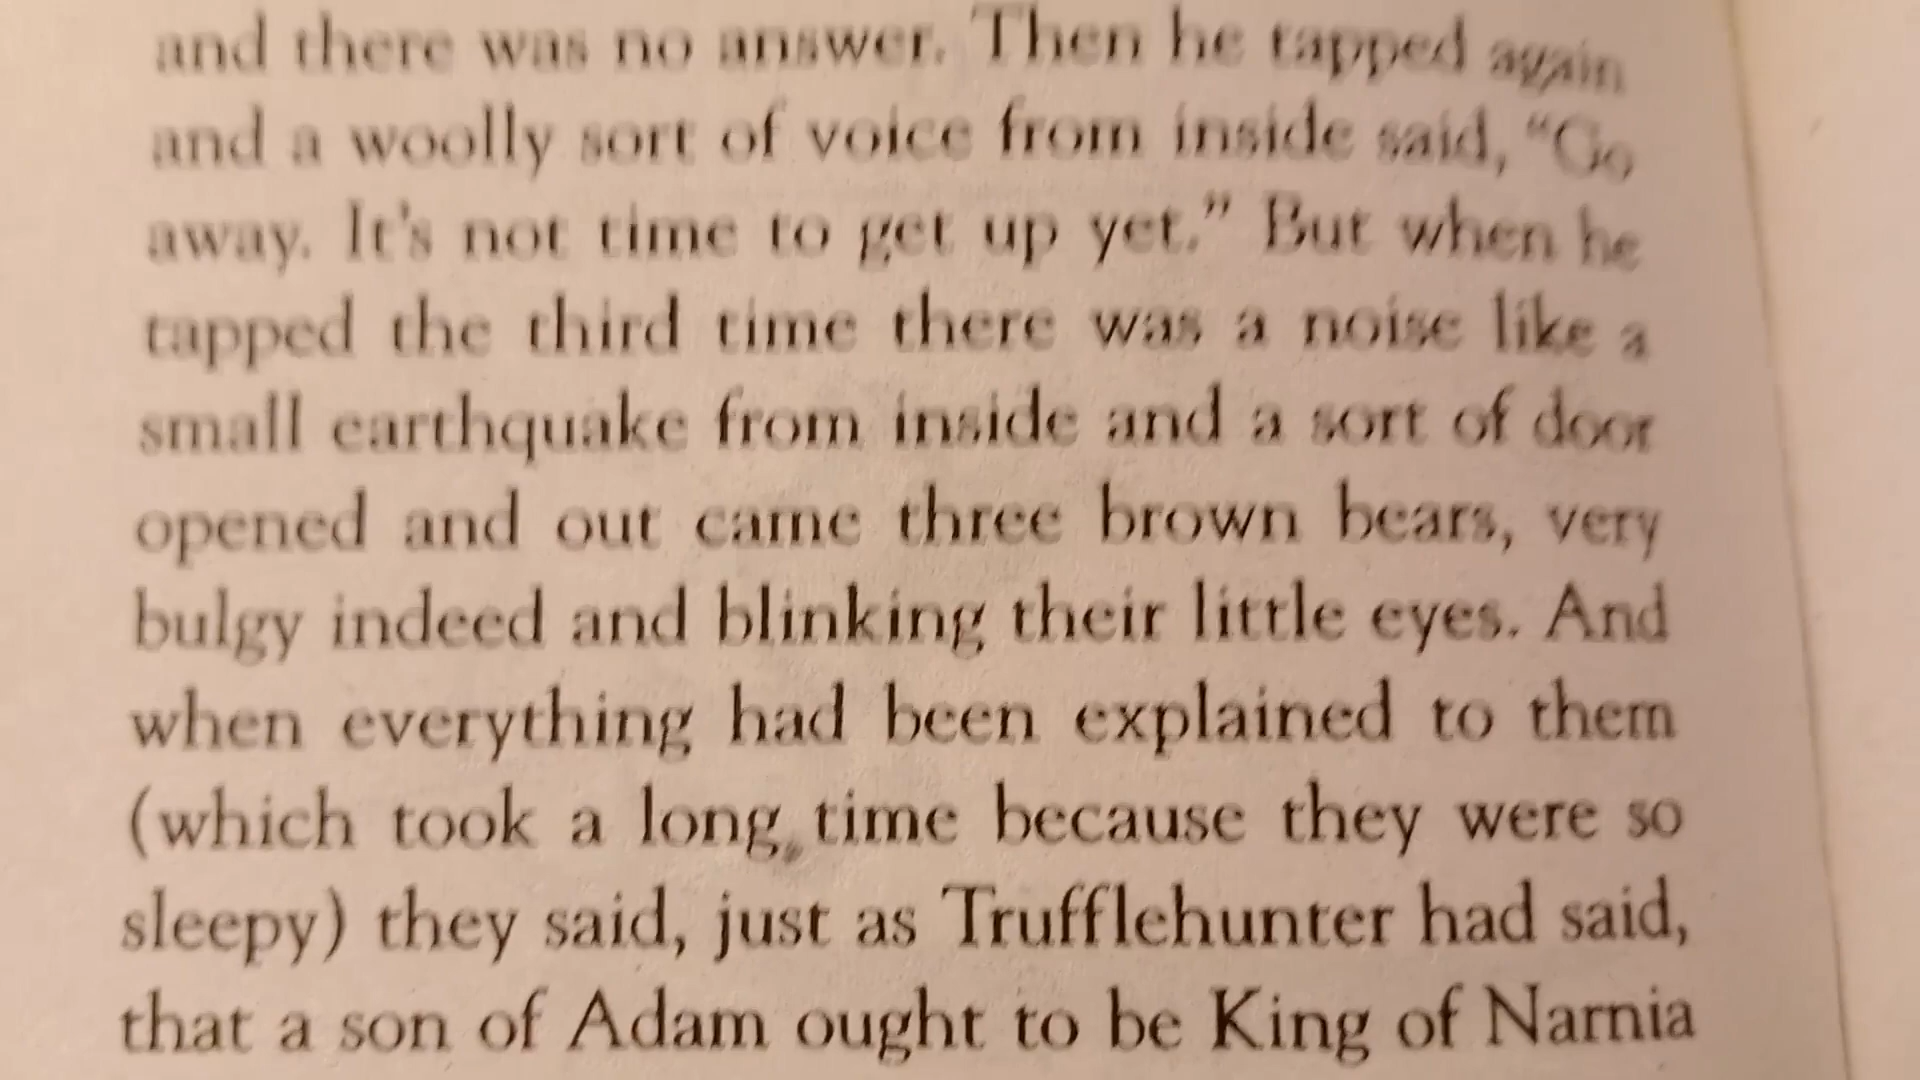 and there was no answer. Then he tapped again
and a woolly sort of voice from inside said, “Go
away. It’s not time to get up yet.” But when he
tapped the third time there was a noise like a
small earthquake from inside and a sort of door
opened and out came three brown bears, very
bulgy indeed and blinking their little eyes. And
when everything had been explained to them
(which took a long time because they were so
sleepy) they said, just as Trufflehunter had said,
that a son of Adam ought to be King of Narnia